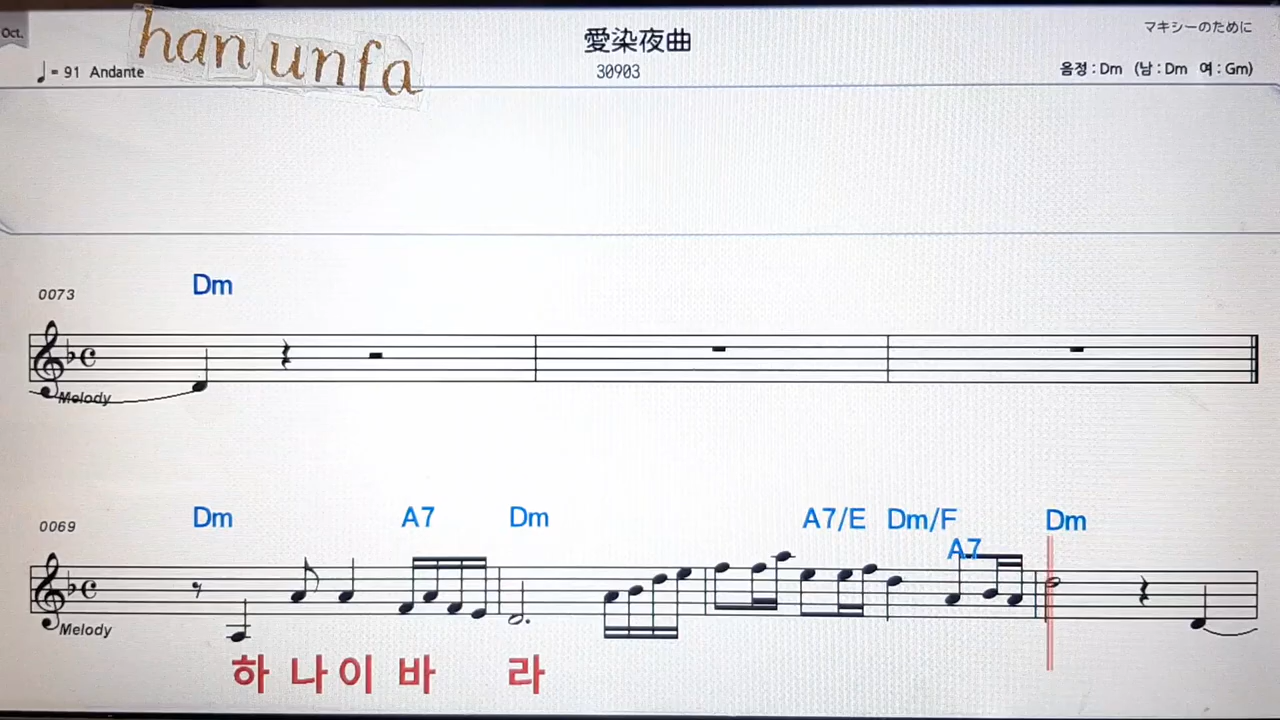 Oct.
han unfa
愛染夜曲
マキシーのために
♩= 91 Andante
30903
음정 : Dm (남 : Dm 여 : Gm)
Dm
0073
Melody
Dm A7 Dm A7/E Dm/F A7 Dm
0069
Melody
하 나 이 바 라